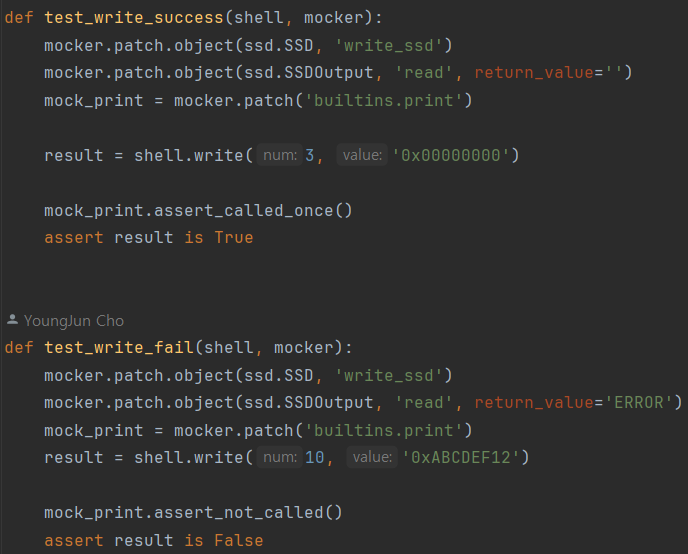 def test_write_success(shell, mocker):
    mocker.patch.object(ssd.SSD, 'write_ssd')
    mocker.patch.object(ssd.SSDOutput, 'read', return_value='')
    mock_print = mocker.patch('builtins.print')
    result = shell.write( num: 3, value: '0x00000000')
    mock_print.assert_called_once()
    assert result is True
YoungJun Cho
def test_write_fail(shell, mocker):
    mocker.patch.object(ssd.SSD, 'write_ssd')
    mocker.patch.object(ssd.SSDOutput, 'read', return_value='ERROR')
    mock_print = mocker.patch('builtins.print')
    result = shell.write( num: 10, value: '0xABCDEF12')
    mock_print.assert_not_called()
    assert result is False